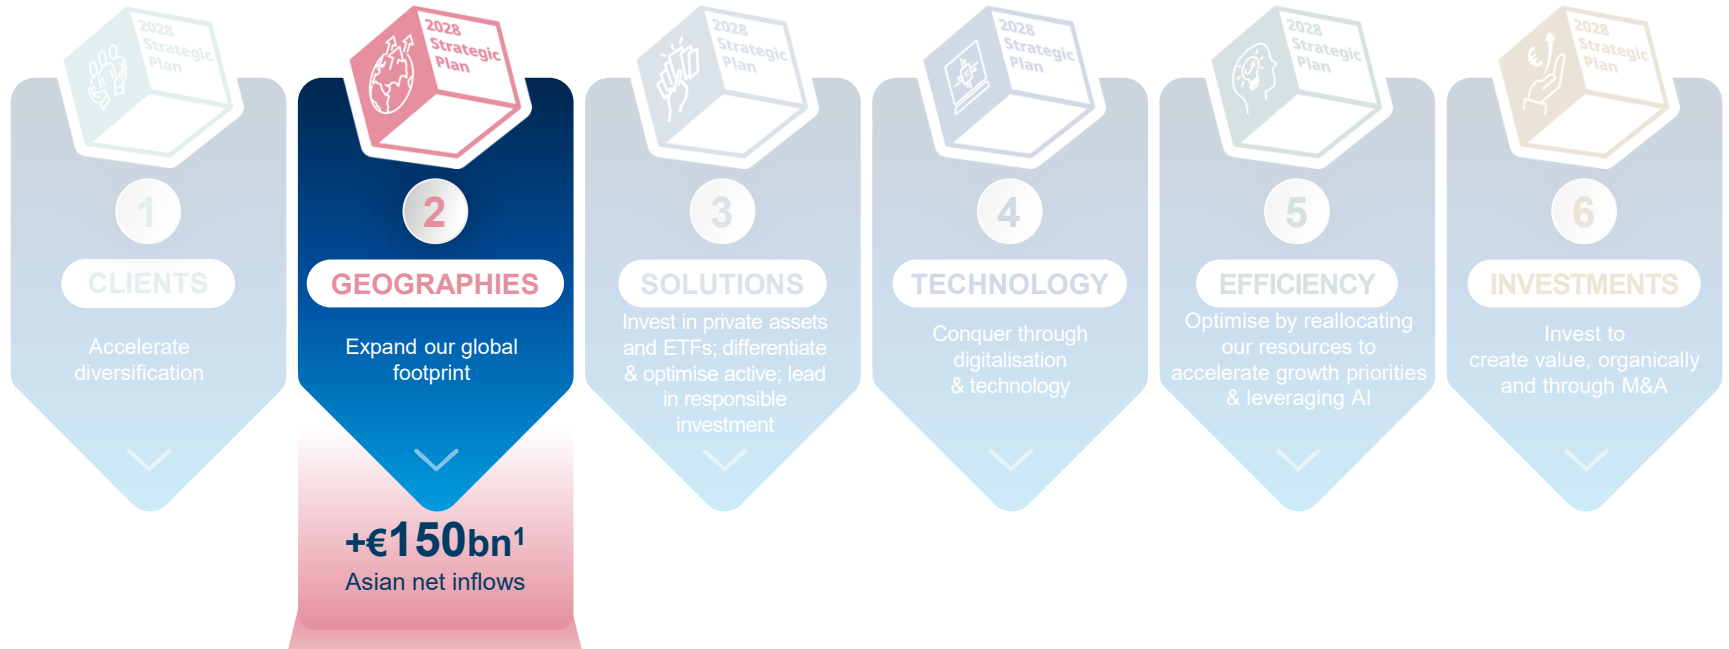 2028
Strategic
Plan
1
CLIENTS
Accelerate
diversification
2028
Strategic
Plan
2
GEOGRAPHIES
Expand our global
footprint
+€150bn¹
Asian net inflows
2028
Strategic
Plan
3
SOLUTIONS
Invest in private assets
and ETFs; differentiate
& optimise active; lead
in responsible
investment
2028
Strategic
Plan
4
TECHNOLOGY
Conquer through
digitalisation
& technology
2028
Strategic
Plan
5
EFFICIENCY
Optimise by reallocating
our resources to
accelerate growth priorities
& leveraging AI
2028
Strategic
Plan
€
6
INVESTMENTS
Invest to
create value, organically
and through M&A